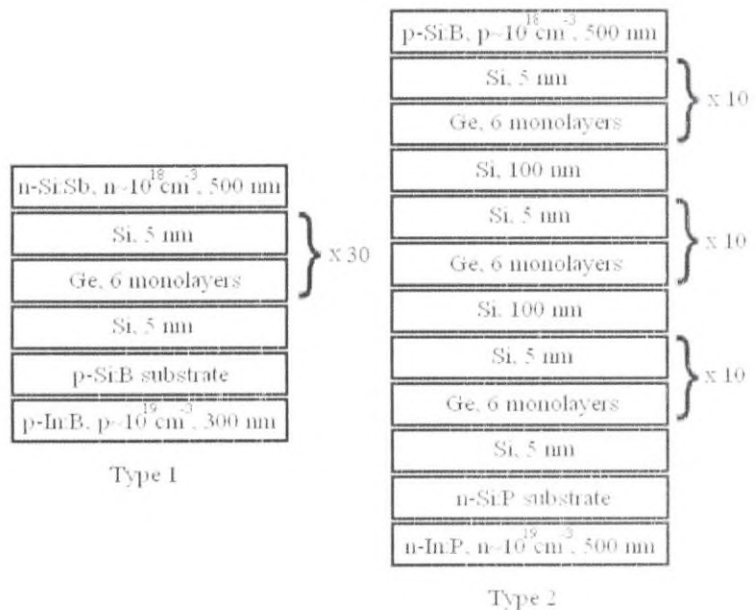 n-Si:Sb, n~10^18 cm^-3, 500 nm
Si, 5 nm
Ge, 6 monolayers
x 30
Si, 5 nm
p-Si:B substrate
p-In:B, p~10^19 cm^-3, 300 nm
Type 1
p-Si:B, p~10^18 cm^-3, 500 nm
Si, 5 nm
Ge, 6 monolayers
x 10
Si, 100 nm
Si, 5 nm
Ge, 6 monolayers
x 10
Si, 100 nm
Si, 5 nm
Ge, 6 monolayers
x 10
Si, 5 nm
n-Si:P substrate
n-In:P, n~10^19 cm^-3, 500 nm
Type 2